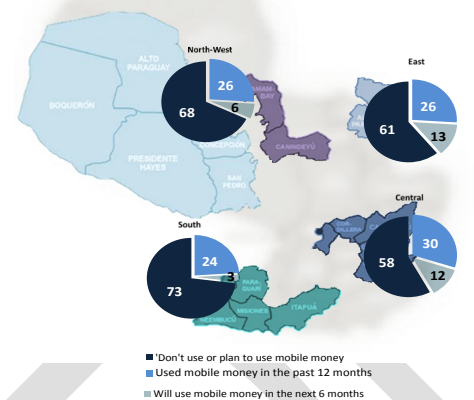 North-West
ALTO
PARAGUAY
BOQUERÓN
26
6
68
CANINDEYÚ
CONCEPCIÓN
PRESIDENTE
HAYES
SAN
PEDRO
East
26
61
13
Central
30
58
12
South
24
3
73
PARA-
GUARÍ
MISIONES
ITAPUÁ
ÑEEMBUCÚ
'Don't use or plan to use mobile money
Used mobile money in the past 12 months
Will use mobile money in the next 6 months